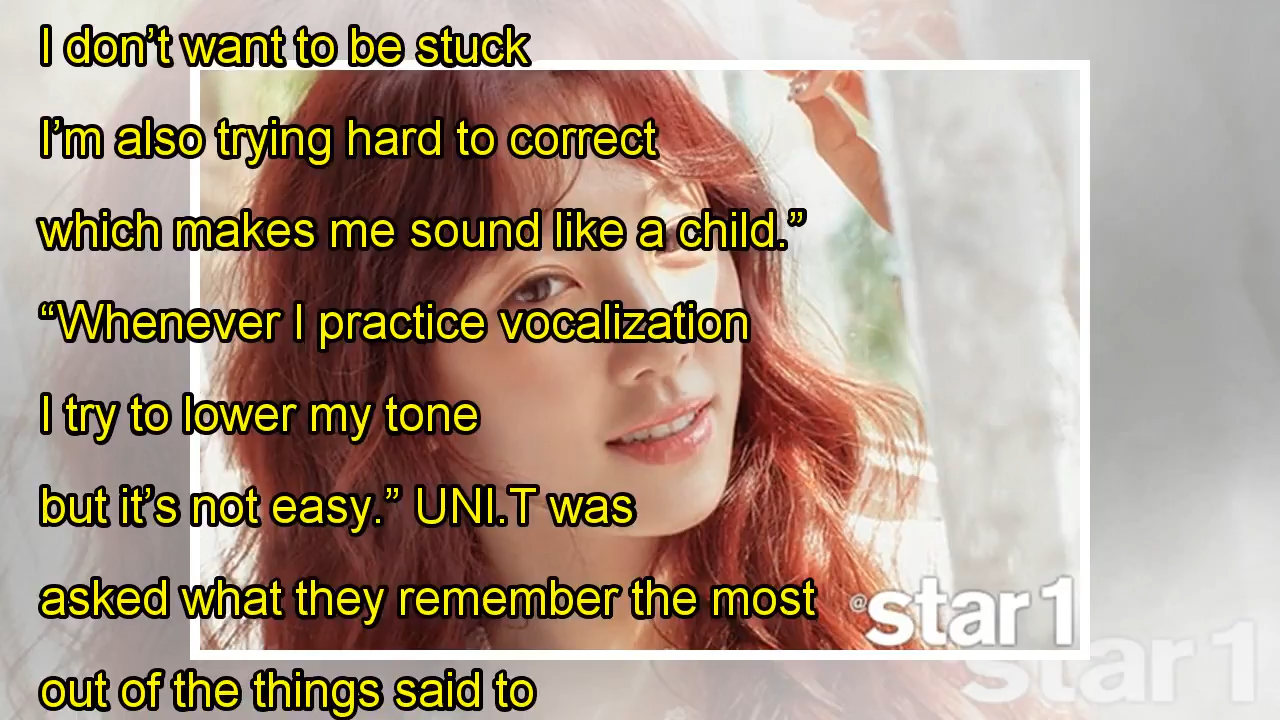 I don’t want to be stuck
I’m also trying hard to correct
which makes me sound like a child.”
“Whenever I practice vocalization
I try to lower my tone
but it’s not easy.” UNI.T was
asked what they remember the most
@star1
star1
out of the things said to